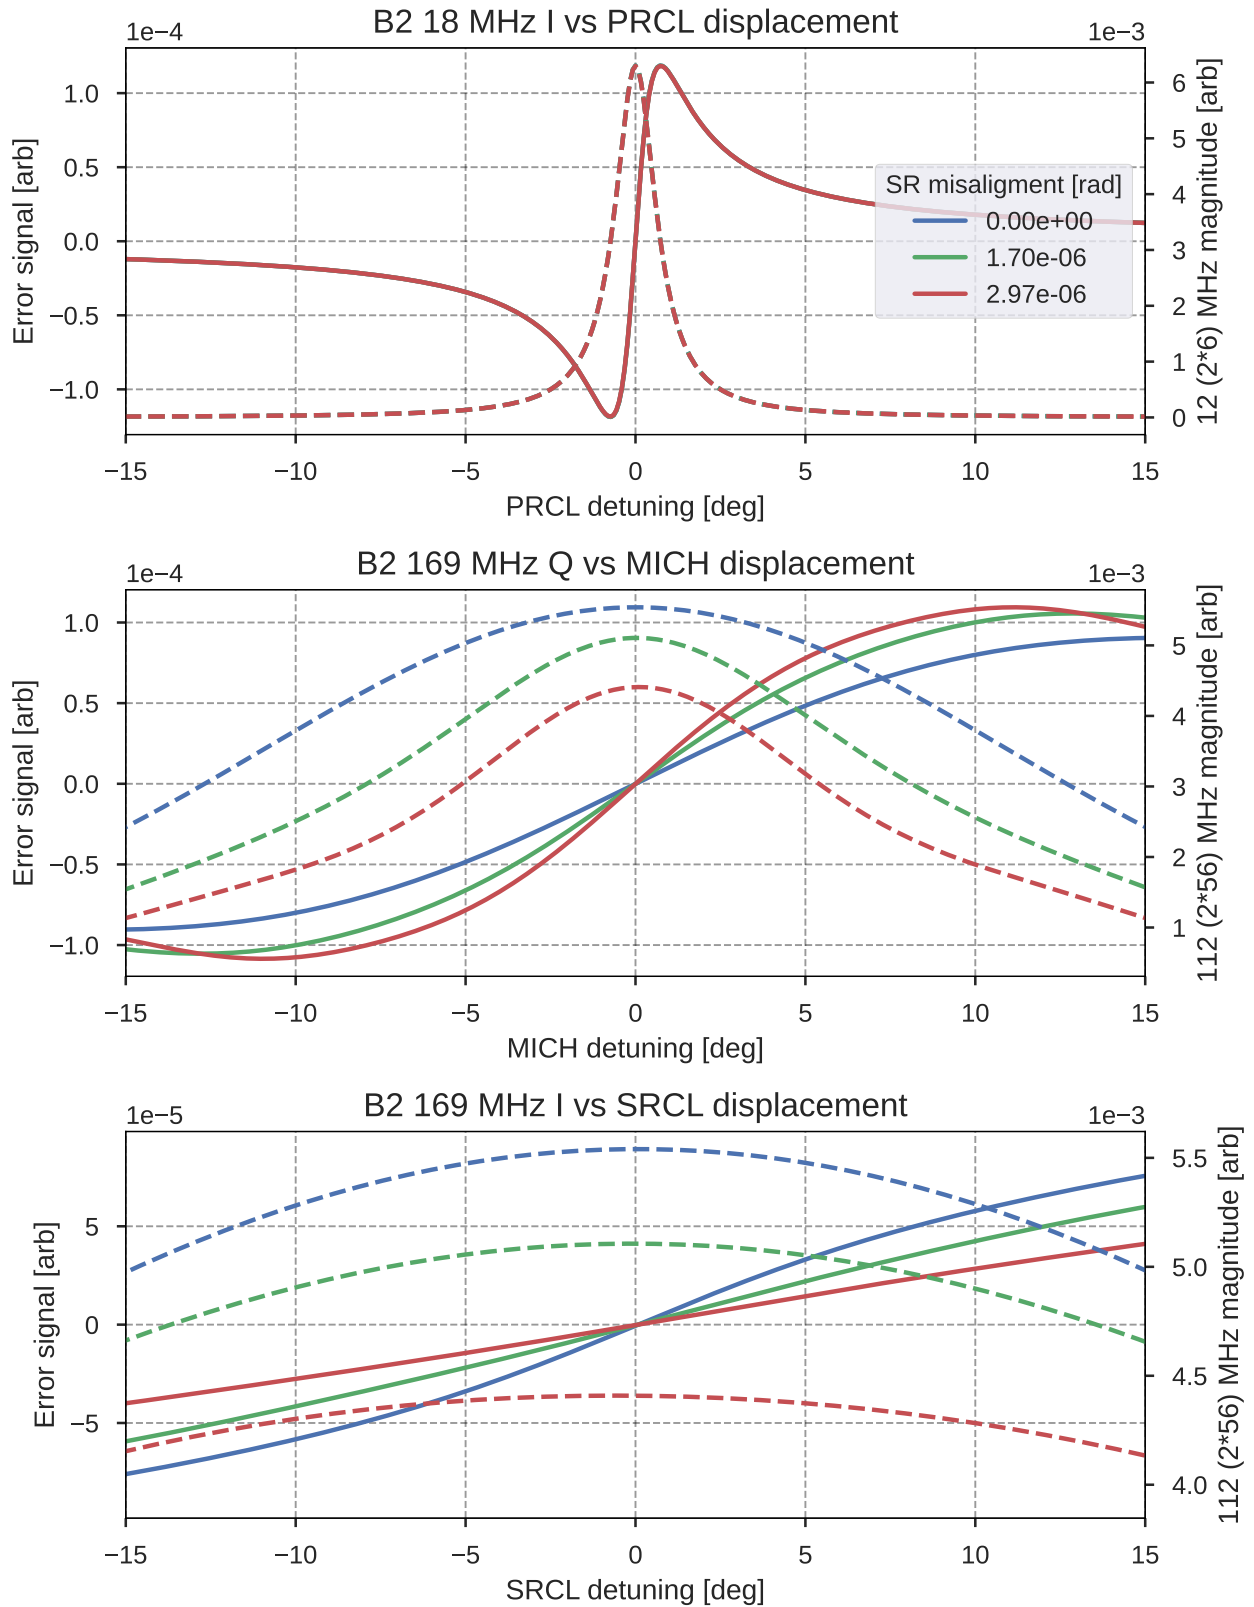 B2 18 MHz I vs PRCL displacement
1e−4
1e−3
1.0
0.5
0.0
−0.5
−1.0
Error signal [arb]
6
5
4
3
2
1
0
12 (2*6) MHz magnitude [arb]
SR misaligment [rad]
0.00e+00
1.70e-06
2.97e-06
−15
−10
−5
0
5
10
15
PRCL detuning [deg]
B2 169 MHz Q vs MICH displacement
1e−4
1e−3
1.0
0.5
0.0
−0.5
−1.0
Error signal [arb]
5
4
3
2
1
112 (2*56) MHz magnitude [arb]
−15
−10
−5
0
5
10
15
MICH detuning [deg]
B2 169 MHz I vs SRCL displacement
1e−5
1e−3
5
0
−5
Error signal [arb]
5.5
5.0
4.5
4.0
112 (2*56) MHz magnitude [arb]
−15
−10
−5
0
5
10
15
SRCL detuning [deg]